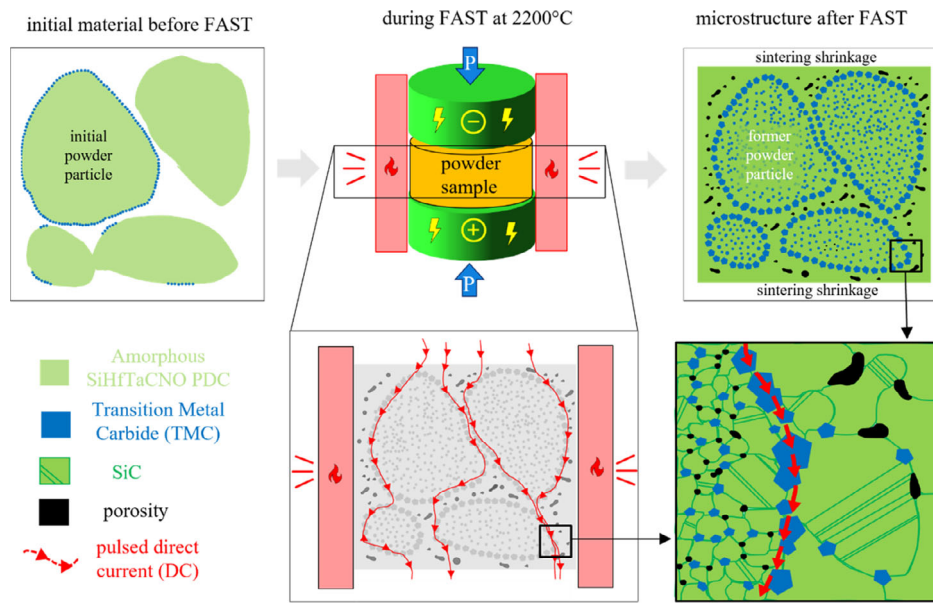 initial material before FAST
during FAST at 2200°C
microstructure after FAST
initial
powder
particle
P
−
powder
sample
+
P
sintering shrinkage
former
powder
particle
sintering shrinkage
Amorphous
SiHfTaCNO PDC
Transition Metal
Carbide (TMC)
SiC
porosity
pulsed direct
current (DC)